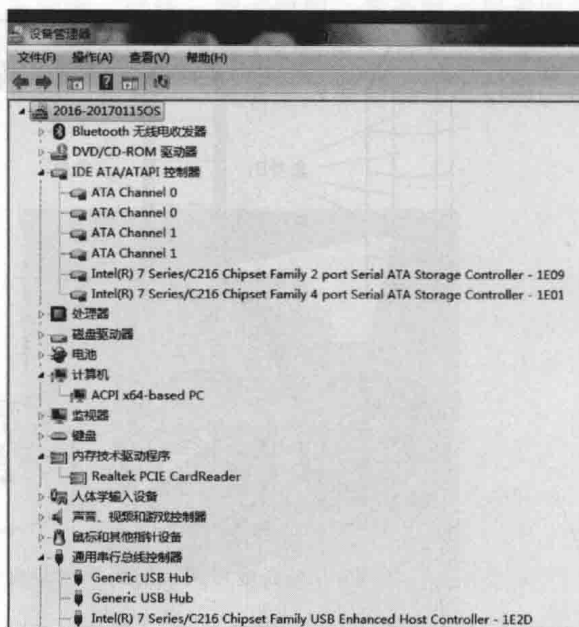 设备管理器
文件(F) 操作(A) 查看(V) 帮助(H)
2016-20170115OS
Bluetooth 无线电收发器
DVD/CD-ROM 驱动器
IDE ATA/ATAPI 控制器
ATA Channel 0
ATA Channel 0
ATA Channel 1
ATA Channel 1
Intel(R) 7 Series/C216 Chipset Family 2 port Serial ATA Storage Controller - 1E09
Intel(R) 7 Series/C216 Chipset Family 4 port Serial ATA Storage Controller - 1E01
处理器
磁盘驱动器
电池
计算机
ACPI x64-based PC
监视器
键盘
内存技术驱动程序
Realtek PCIE CardReader
人体学输入设备
声音、视频和游戏控制器
鼠标和其他指针设备
通用串行总线控制器
Generic USB Hub
Generic USB Hub
Intel(R) 7 Series/C216 Chipset Family USB Enhanced Host Controller - 1E2D